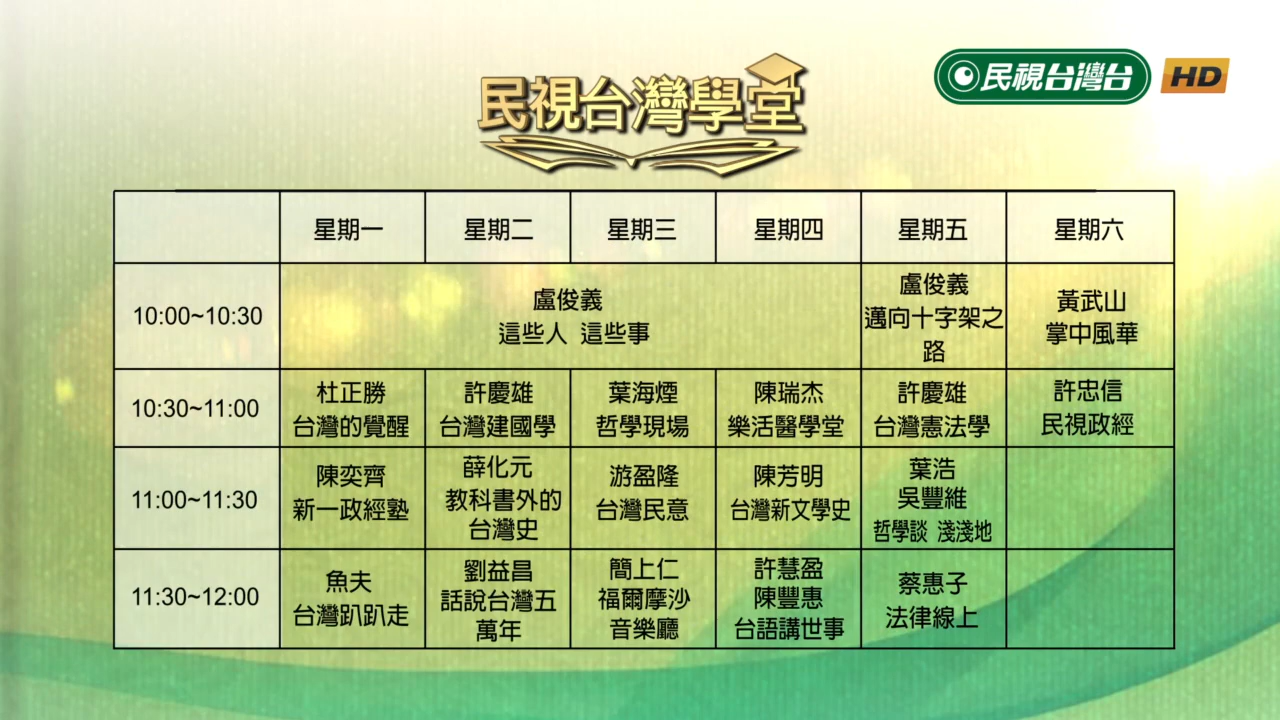 民視台灣學堂
民視台灣台 HD
星期一 星期二 星期三 星期四 星期五 星期六
10:00~10:30
盧俊義
這些人 這些事
盧俊義
邁向十字架之
路
黃武山
掌中風華
10:30~11:00
杜正勝
台灣的覺醒
許慶雄
台灣建國學
葉海煙
哲學現場
陳瑞杰
樂活醫學堂
許慶雄
台灣憲法學
許忠信
民視政經
11:00~11:30
陳奕齊
新一政經塾
薛化元
教科書外的
台灣史
游盈隆
台灣民意
陳芳明
台灣新文學史
葉浩
吳豐維
哲學談 淺淺地
11:30~12:00
魚夫
台灣趴趴走
劉益昌
話說台灣五
萬年
簡上仁
福爾摩沙
音樂廳
許慧盈
陳豐惠
台語講世事
蔡惠子
法律線上